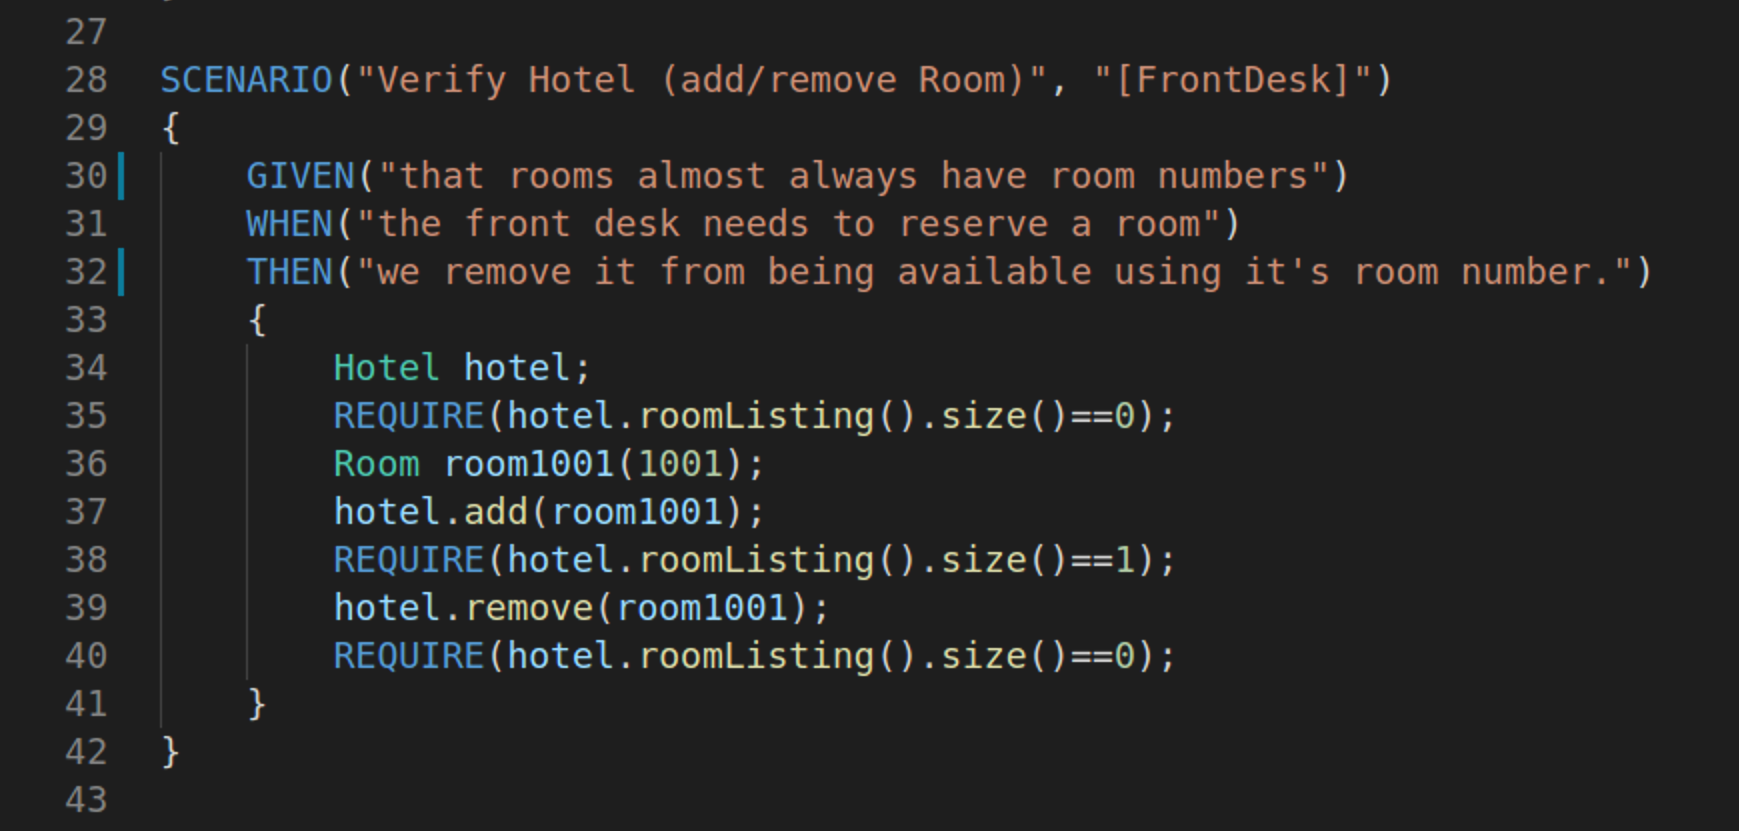 27
28 SCENARIO("Verify Hotel (add/remove Room)", "[FrontDesk]")
29 {
30 GIVEN("that rooms almost always have room numbers")
31 WHEN("the front desk needs to reserve a room")
32 THEN("we remove it from being available using it's room number.")
33 {
34 Hotel hotel;
35 REQUIRE(hotel.roomListing().size()==0);
36 Room room1001(1001);
37 hotel.add(room1001);
38 REQUIRE(hotel.roomListing().size()==1);
39 hotel.remove(room1001);
40 REQUIRE(hotel.roomListing().size()==0);
41 }
42 }
43